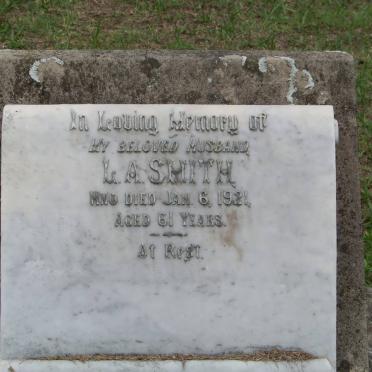 In Loving Memory of
My beloved Husband,
L. A. SMITH,
Who died Jan. 6, 1921,
Aged 61 Years.
At Rest.